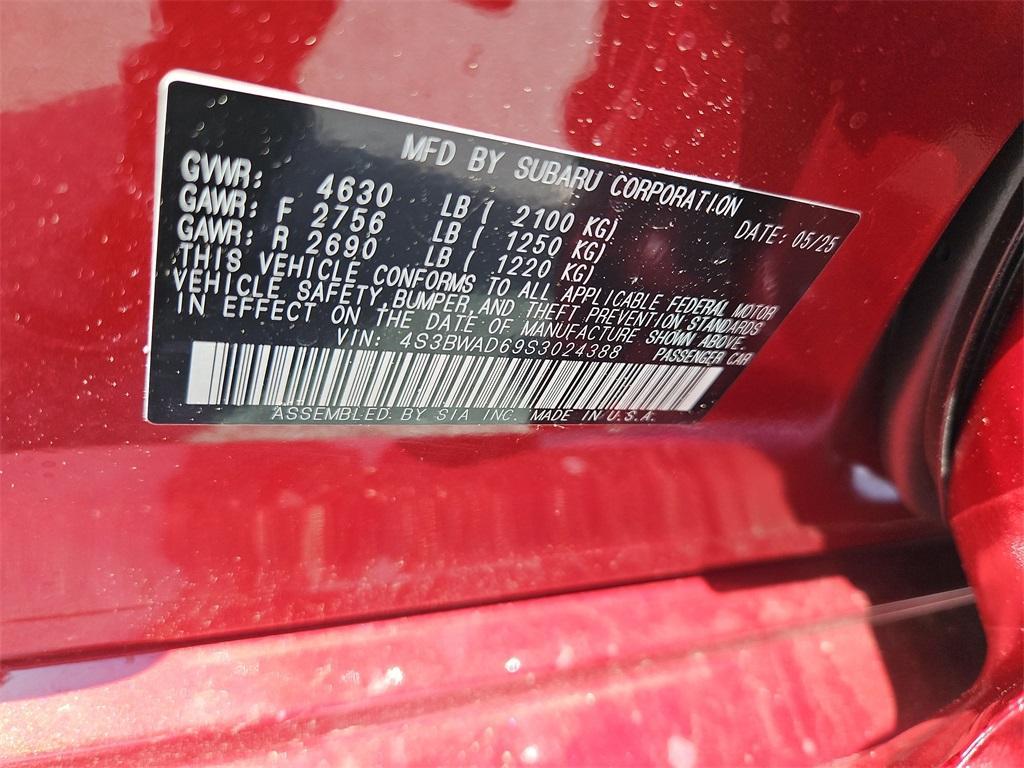 MFD BY SUBARU CORPORATION
GVWR: 4630 LB ( 2100 KG) DATE: 05/25
GAWR: F 2756 LB ( 1250 KG)
GAWR: R 2690 LB ( 1220 KG)
THIS VEHICLE CONFORMS TO ALL APPLICABLE FEDERAL MOTOR
VEHICLE SAFETY, BUMPER, AND THEFT PREVENTION STANDARDS
IN EFFECT ON THE DATE OF MANUFACTURE SHOWN ABOVE.
VIN: 4S3BWAD69S3024388 PASSENGER CAR
ASSEMBLED BY SIA INC. MADE IN U.S.A.